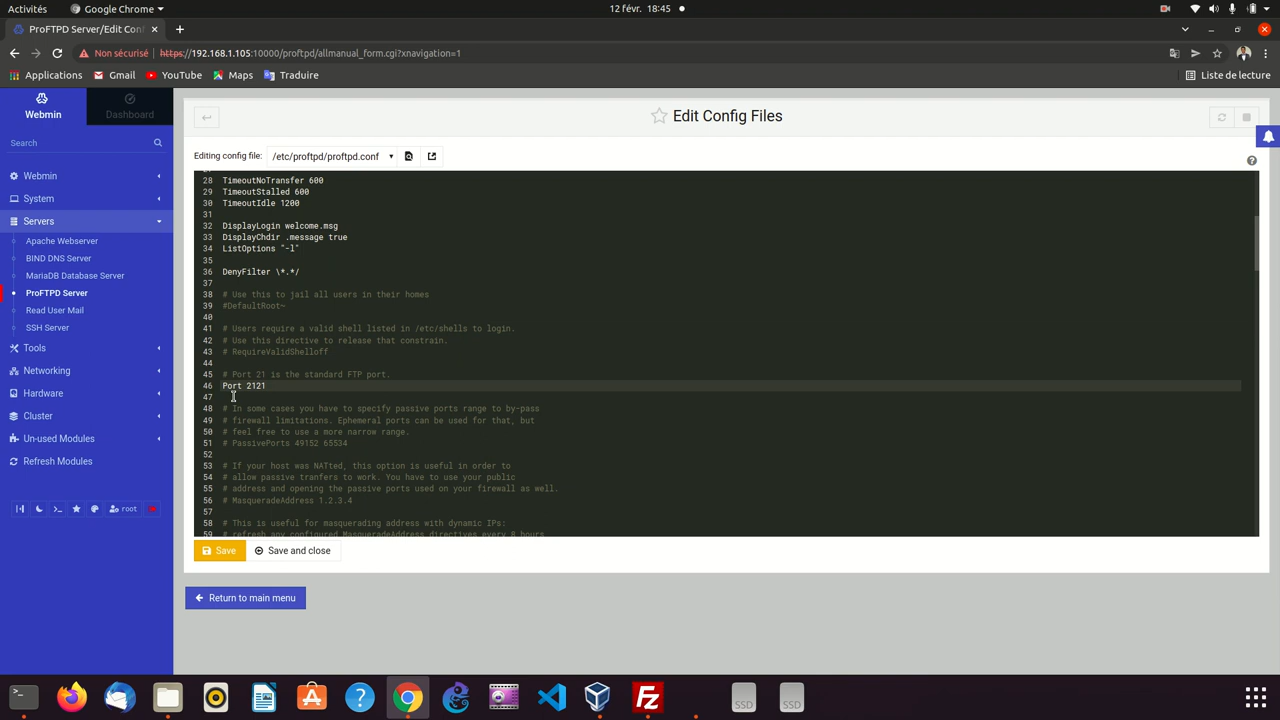 Activités
Google Chrome
12 févr. 18:45
ProFTPD Server/Edit Conf
Non sécurisé
https://192.168.1.105:10000/proftpd/allmanual_form.cgi?xnavigation=1
Applications
Gmail
YouTube
Maps
Traduire
Liste de lecture
Webmin
Dashboard
Search
Webmin
System
Servers
Apache Webserver
BIND DNS Server
MariaDB Database Server
ProFTPD Server
Read User Mail
SSH Server
Tools
Networking
Hardware
Cluster
Un-used Modules
Refresh Modules
root
Edit Config Files
Editing config file: /etc/proftpd/proftpd.conf
28 TimeoutNoTransfer 600
29 TimeoutStalled 600
30 TimeoutIdle 1200
31
32 DisplayLogin welcome.msg
33 DisplayChdir .message true
34 ListOptions "-l"
35
36 DenyFilter \*.*/
37
38 # Use this to jail all users in their homes
39 #DefaultRoot~
40
41 # Users require a valid shell listed in /etc/shells to login.
42 # Use this directive to release that constrain.
43 # RequireValidShelloff
44
45 # Port 21 is the standard FTP port.
46 Port 2121
47
48 # In some cases you have to specify passive ports range to by-pass
49 # firewall limitations. Ephemeral ports can be used for that, but
50 # feel free to use a more narrow range.
51 # PassivePorts 49152 65534
52
53 # If your host was NATted, this option is useful in order to
54 # allow passive tranfers to work. You have to use your public
55 # address and opening the passive ports used on your firewall as well.
56 # MasqueradeAddress 1.2.3.4
57
58 # This is useful for masquerading address with dynamic IPs:
59 # refresh any configured MasqueradeAddress directives every 8 hours
Save
Save and close
Return to main menu
SSD
SSD